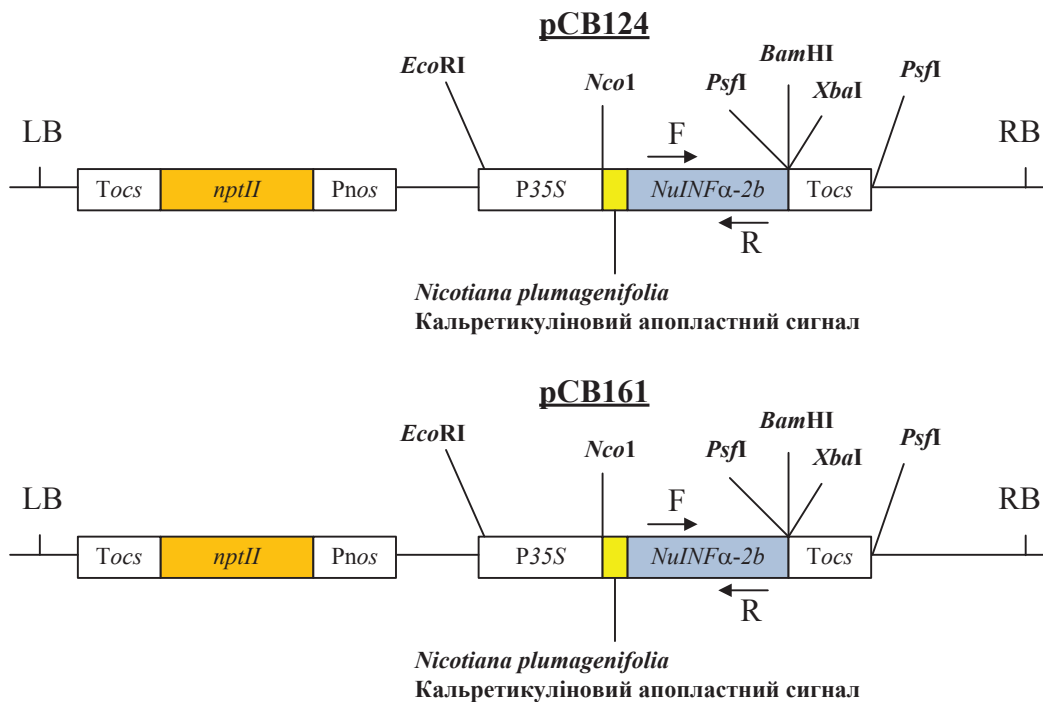 pCB124
EcoRI
Nco1
PsfI
BamHI
XbaI
PsfI
LB
F
RB
Tocs
nptII
Pnos
P35S
NuINFα-2b
Tocs
R
Nicotiana plumagenifolia
Кальретикуліновий апопластний сигнал
pCB161
EcoRI
Nco1
PsfI
BamHI
XbaI
PsfI
LB
F
RB
Tocs
nptII
Pnos
P35S
NuINFα-2b
Tocs
R
Nicotiana plumagenifolia
Кальретикуліновий апопластний сигнал